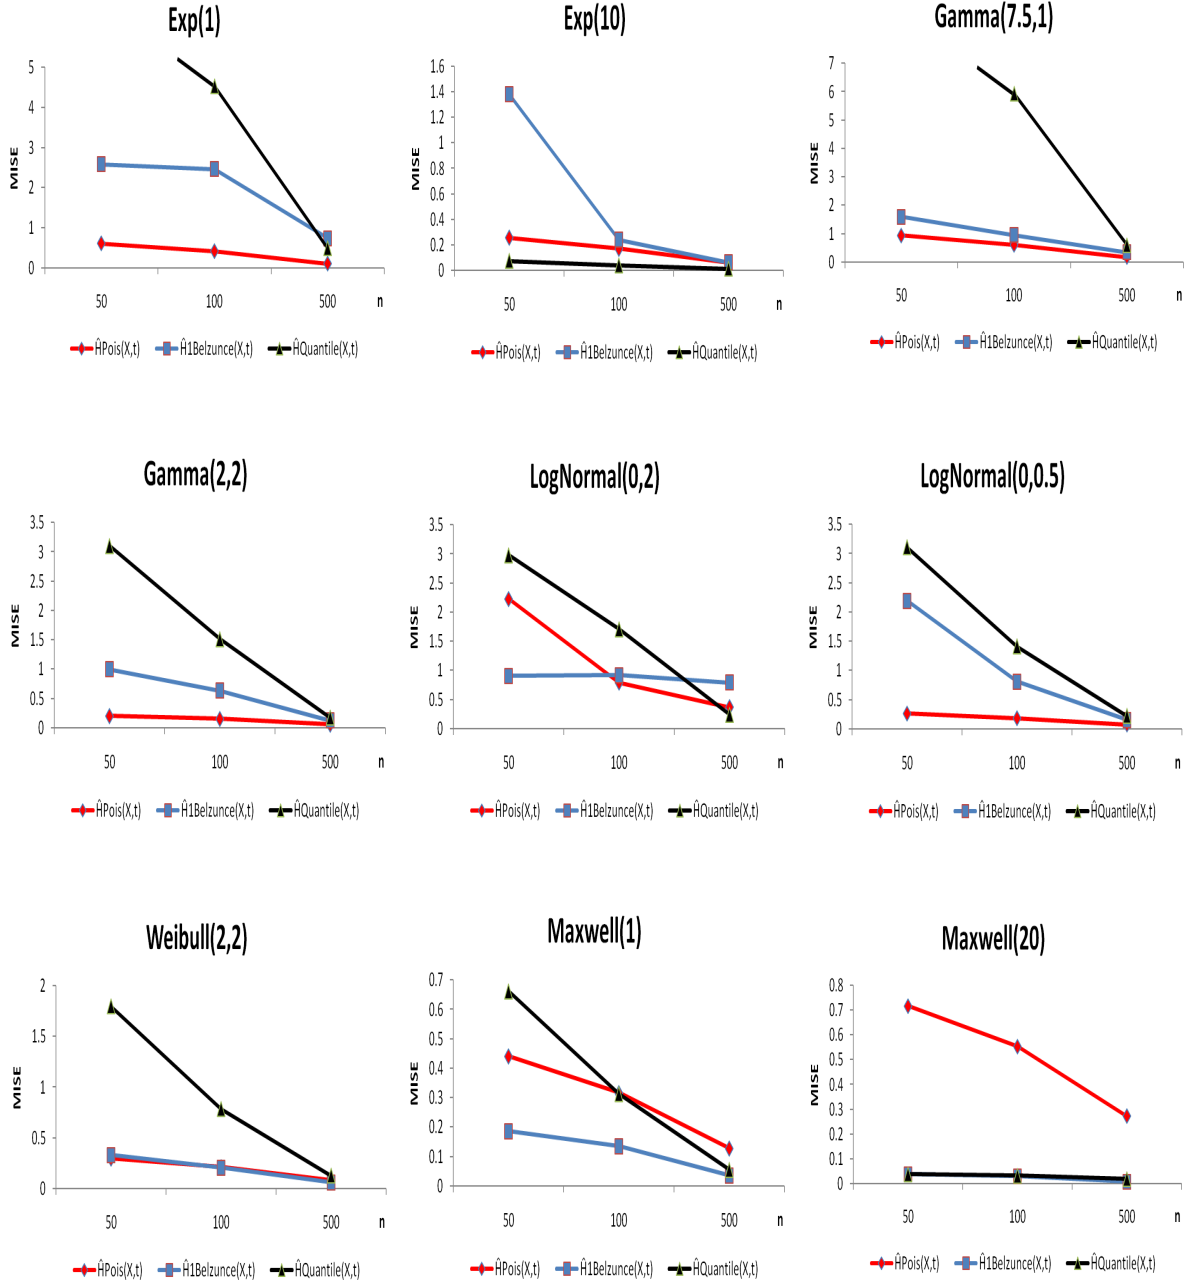 Exp(1)
MISE
5
4
3
2
1
0
50 100 500 n
ĤPois(X,t) Ĥ1Belzunce(X,t) ĤQuantile(X,t)
Exp(10)
MISE
1.6
1.4
1.2
1
0.8
0.6
0.4
0.2
0
50 100 500 n
ĤPois(X,t) Ĥ1Belzunce(X,t) ĤQuantile(X,t)
Gamma(7.5,1)
MISE
7
6
5
4
3
2
1
0
50 100 500 n
ĤPois(X,t) Ĥ1Belzunce(X,t) ĤQuantile(X,t)
Gamma(2,2)
MISE
3.5
3
2.5
2
1.5
1
0.5
0
50 100 500 n
ĤPois(X,t) Ĥ1Belzunce(X,t) ĤQuantile(X,t)
LogNormal(0,2)
MISE
3.5
3
2.5
2
1.5
1
0.5
0
50 100 500 n
ĤPois(X,t) Ĥ1Belzunce(X,t) ĤQuantile(X,t)
LogNormal(0,0.5)
MISE
3.5
3
2.5
2
1.5
1
0.5
0
50 100 500 n
ĤPois(X,t) Ĥ1Belzunce(X,t) ĤQuantile(X,t)
Weibull(2,2)
MISE
2
1.5
1
0.5
0
50 100 500 n
ĤPois(X,t) Ĥ1Belzunce(X,t) ĤQuantile(X,t)
Maxwell(1)
MISE
0.7
0.6
0.5
0.4
0.3
0.2
0.1
0
50 100 500 n
ĤPois(X,t) Ĥ1Belzunce(X,t) ĤQuantile(X,t)
Maxwell(20)
MISE
0.8
0.7
0.6
0.5
0.4
0.3
0.2
0.1
0
50 100 500 n
ĤPois(X,t) Ĥ1Belzunce(X,t) ĤQuantile(X,t)